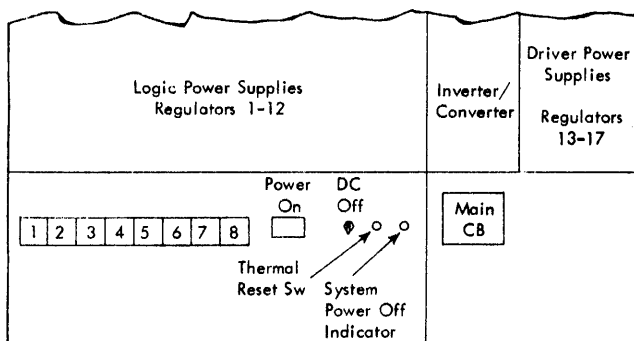 Logic Power Supplies
Regulators 1-12
Inverter/
Converter
Driver Power
Supplies
Regulators
13-17
Power
On
DC
Off
1 2 3 4 5 6 7 8
Main
CB
Thermal
Reset Sw
System
Power Off
Indicator